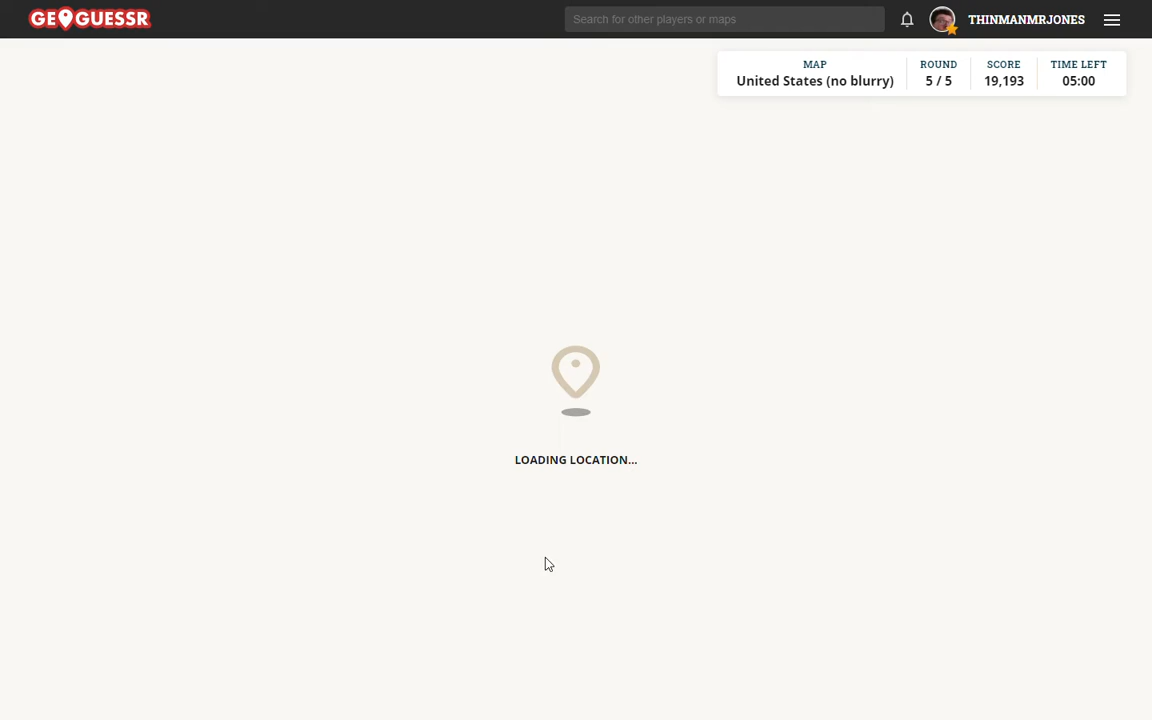 GEOGUESSR
Search for other players or maps
THINMANMRJONES
MAP ROUND SCORE TIME LEFT
United States (no blurry) 5 / 5 19,193 05:00
LOADING LOCATION...